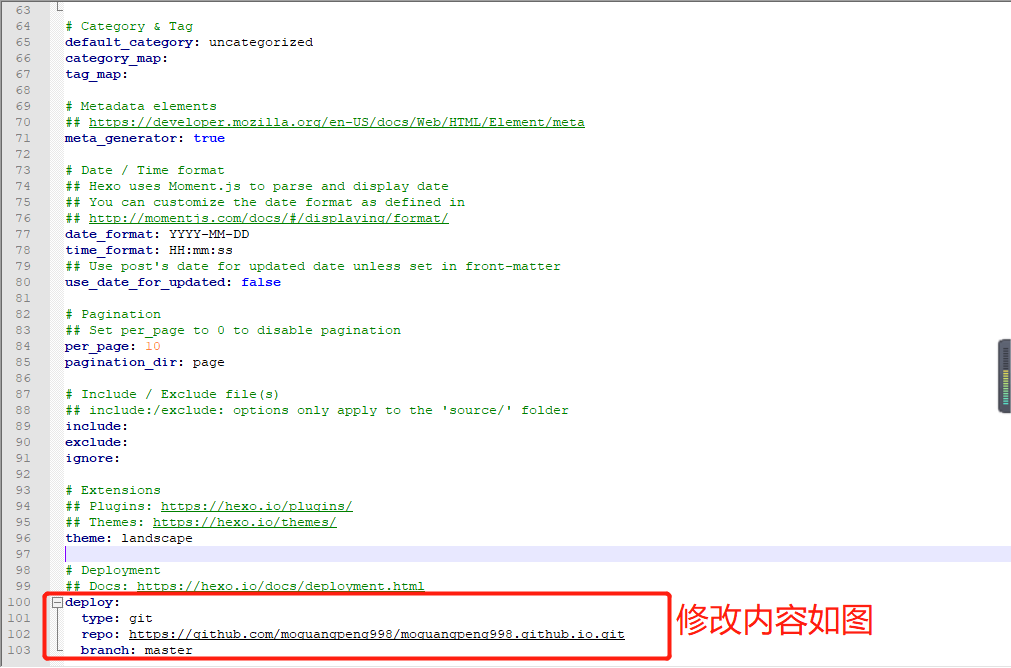 63
64 # Category & Tag
65 default_category: uncategorized
66 category_map:
67 tag_map:
68
69 # Metadata elements
70 ## https://developer.mozilla.org/en-US/docs/Web/HTML/Element/meta
71 meta_generator: true
72
73 # Date / Time format
74 ## Hexo uses Moment.js to parse and display date
75 ## You can customize the date format as defined in
76 ## http://momentjs.com/docs/#/displaying/format/
77 date_format: YYYY-MM-DD
78 time_format: HH:mm:ss
79 ## Use post's date for updated date unless set in front-matter
80 use_date_for_updated: false
81
82 # Pagination
83 ## Set per_page to 0 to disable pagination
84 per_page: 10
85 pagination_dir: page
86
87 # Include / Exclude file(s)
88 ## include:/exclude: options only apply to the 'source/' folder
89 include:
90 exclude:
91 ignore:
92
93 # Extensions
94 ## Plugins: https://hexo.io/plugins/
95 ## Themes: https://hexo.io/themes/
96 theme: landscape
97
98 # Deployment
99 ## Docs: https://hexo.io/docs/deployment.html
100 deploy:
101 type: git
102 repo: https://github.com/moguangpeng998/moguangpeng998.github.io.git
103 branch: master
修改内容如图